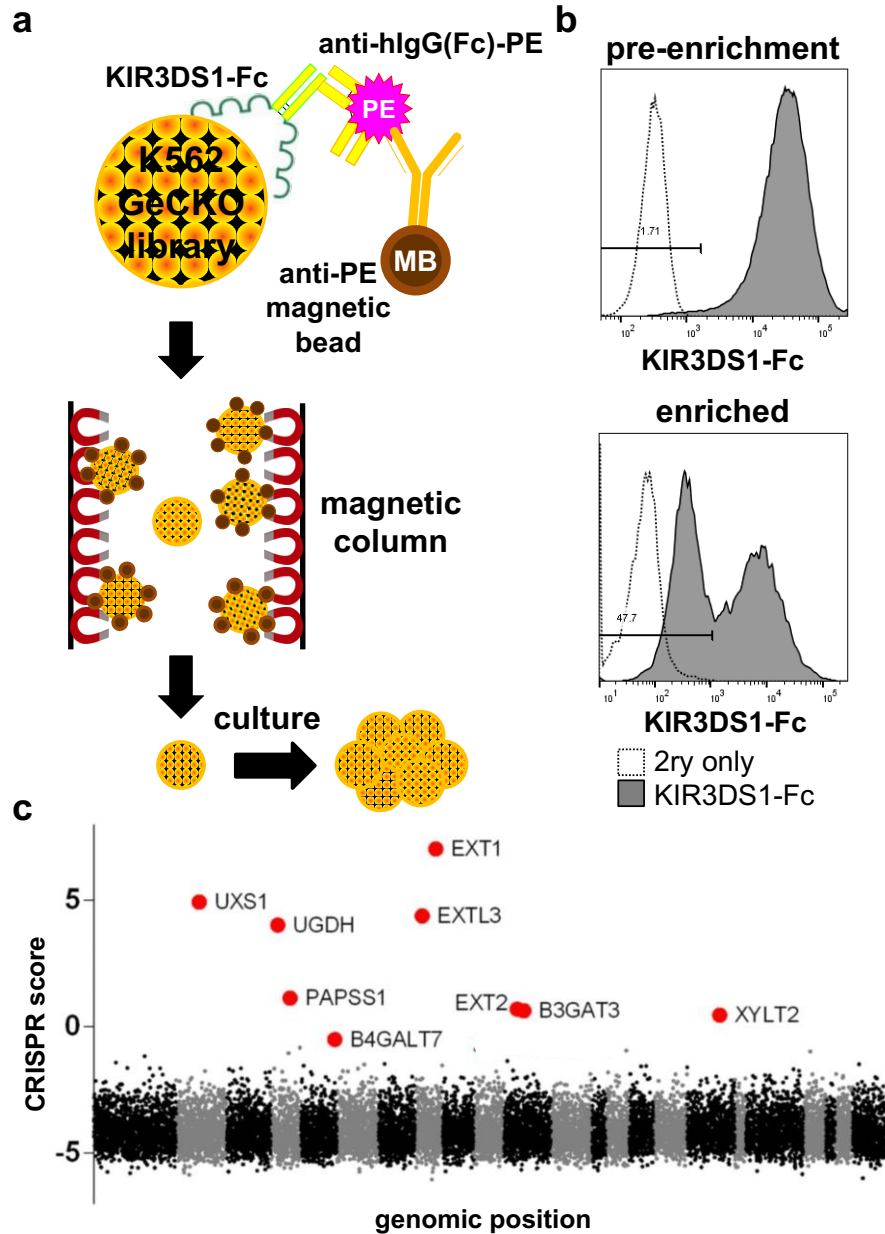 a
anti-hIgG(Fc)-PE
KIR3DS1-Fc
PE
K562
GeCKO
library
MB
anti-PE
magnetic
bead
magnetic
column
culture
b
pre-enrichment
1.71
10² 10³ 10⁴ 10⁵
KIR3DS1-Fc
enriched
47.7
10¹ 10² 10³ 10⁴ 10⁵
KIR3DS1-Fc
2ry only
KIR3DS1-Fc
c
CRISPR score
5
0
-5
EXT1
UXS1
EXTL3
UGDH
PAPSS1
EXT2
B3GAT3
XYLT2
B4GALT7
genomic position